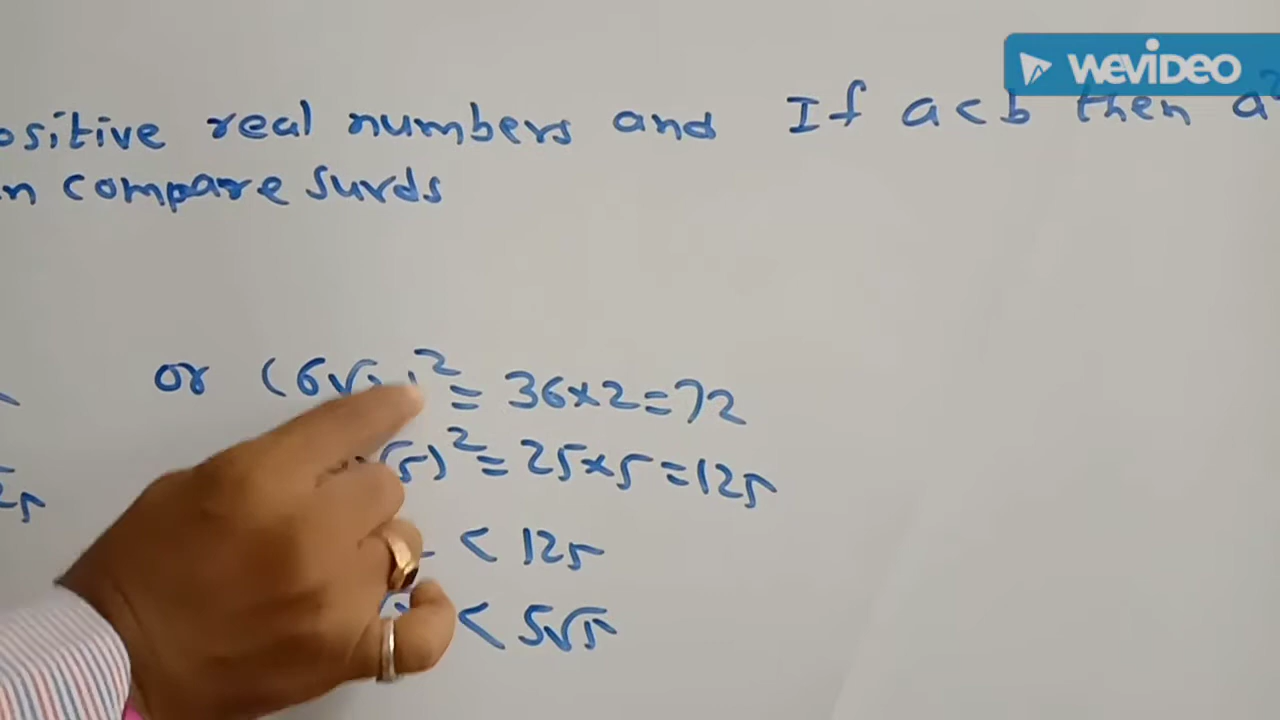 WEVIDEO
ositive real numbers and If a<b then a²
n compare surds
or (6√ )² = 36×2=72
5)² = 25×5=125
< 125
< 5√5